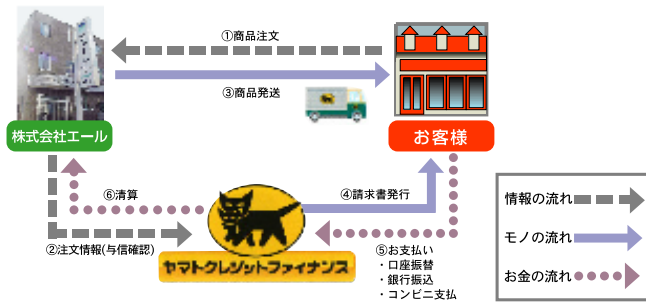 ①商品注文
③商品発送
株式会社エール
お客様
⑥清算
④請求書発行
②注文情報(与信確認)
ヤマトクレジットファイナンス
⑤お支払い
・口座振替
・銀行振込
・コンビニ支払
情報の流れ
モノの流れ
お金の流れ